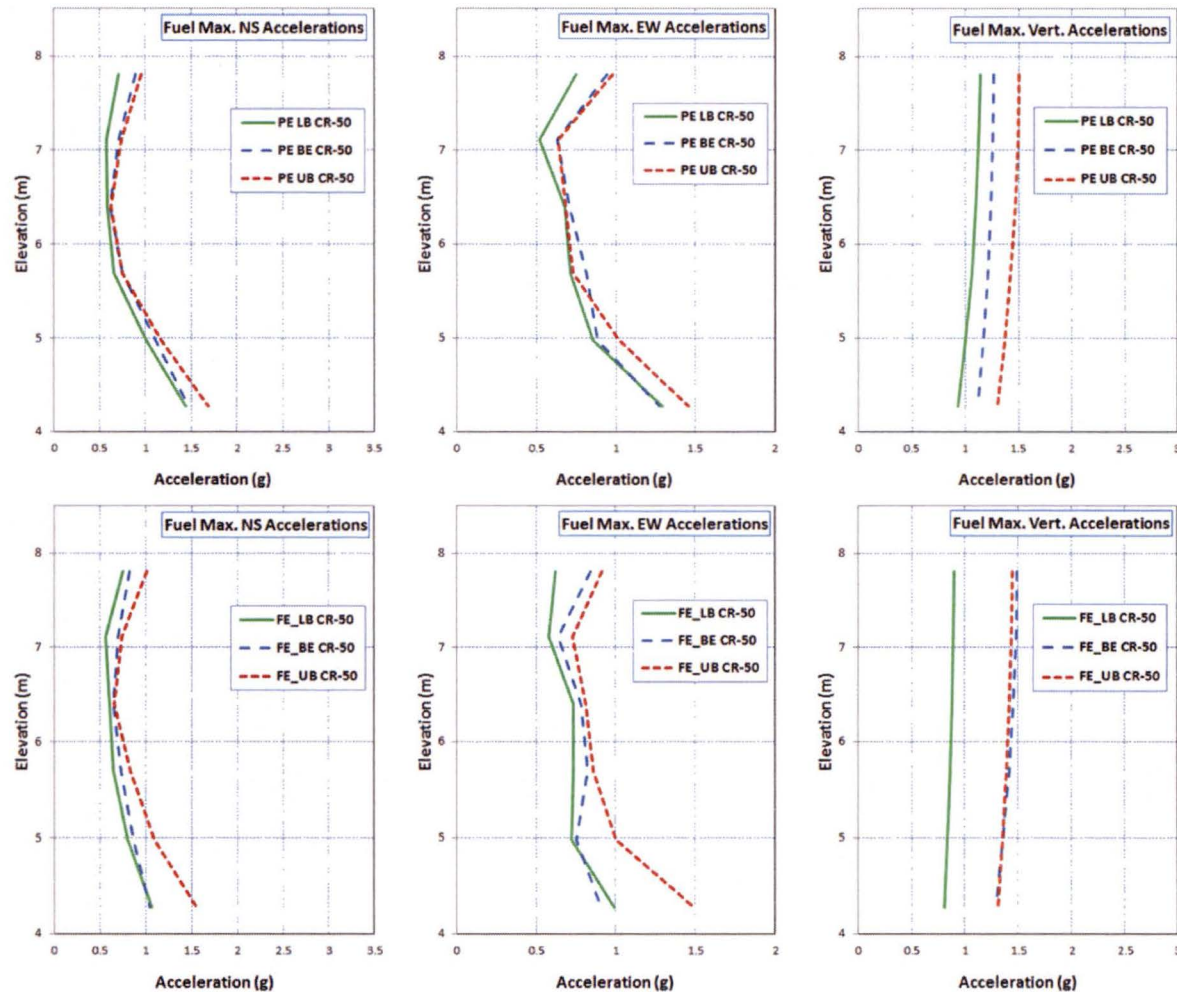 Fuel Max. NS Accelerations
8
7
6
5
4
Elevation (m)
PE LB CR-50
PE BE CR-50
PE UB CR-50
0 0.5 1 1.5 2 2.5 3 3.5
Acceleration (g)
Fuel Max. EW Accelerations
8
7
6
5
4
Elevation (m)
PE LB CR-50
PE BE CR-50
PE UB CR-50
0 0.5 1 1.5 2
Acceleration (g)
Fuel Max. Vert. Accelerations
8
7
6
5
4
Elevation (m)
PE LB CR-50
PE BE CR-50
PE UB CR-50
0 0.5 1 1.5 2 2.5 3
Acceleration (g)
Fuel Max. NS Accelerations
8
7
6
5
4
Elevation (m)
FE_LB CR-50
FE_BE CR-50
FE_UB CR-50
0 0.5 1 1.5 2 2.5 3 3.5
Acceleration (g)
Fuel Max. EW Accelerations
8
7
6
5
4
Elevation (m)
FE_LB CR-50
FE_BE CR-50
FE_UB CR-50
0 0.5 1 1.5 2
Acceleration (g)
Fuel Max. Vert. Accelerations
8
7
6
5
4
Elevation (m)
FE_LB CR-50
FE_BE CR-50
FE_UB CR-50
0 0.5 1 1.5 2 2.5 3
Acceleration (g)